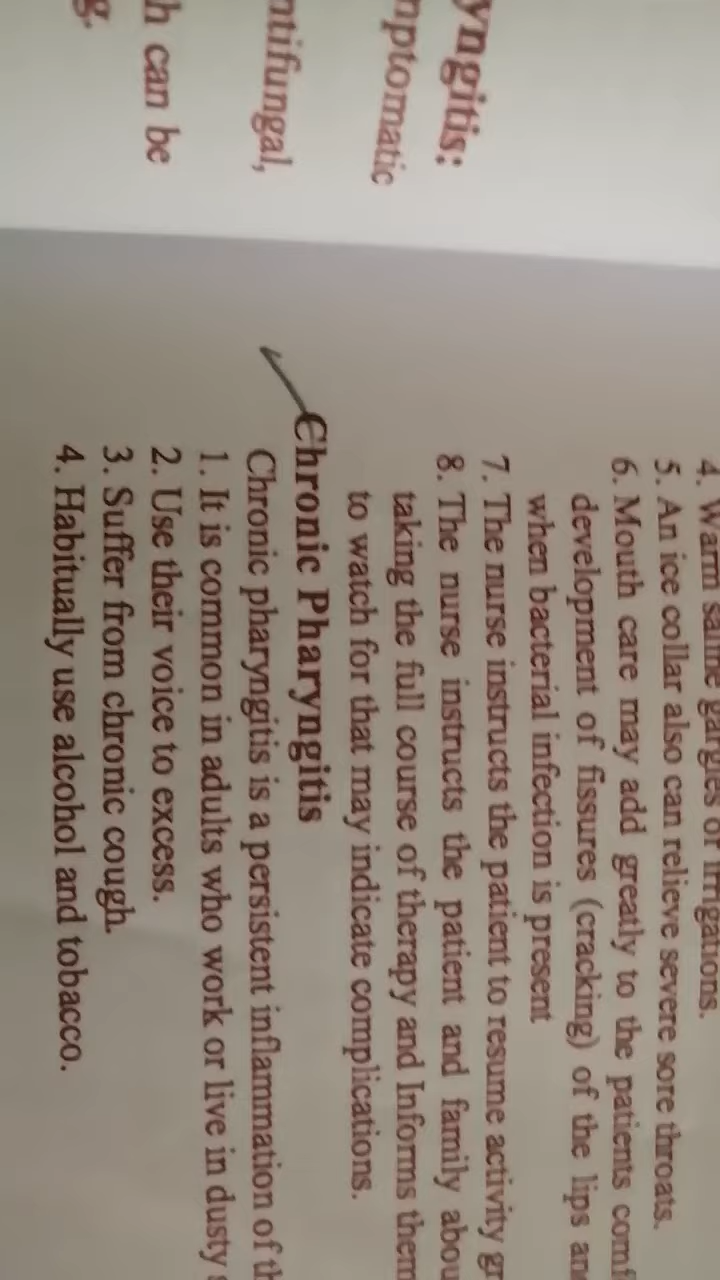 yngitis:
mptomatic
ntifungal,
h can be
g.
4. Warm saline gargles or irrigations.
5. An ice collar also can relieve severe sore throats.
6. Mouth care may add greatly to the patients comf
development of fissures (cracking) of the lips an
when bacterial infection is present
7. The nurse instructs the patient to resume activity gr
8. The nurse instructs the patient and family abou
taking the full course of therapy and Informs them
to watch for that may indicate complications.
Chronic Pharyngitis
Chronic pharyngitis is a persistent inflammation of th
1. It is common in adults who work or live in dusty s
2. Use their voice to excess.
3. Suffer from chronic cough.
4. Habitually use alcohol and tobacco.